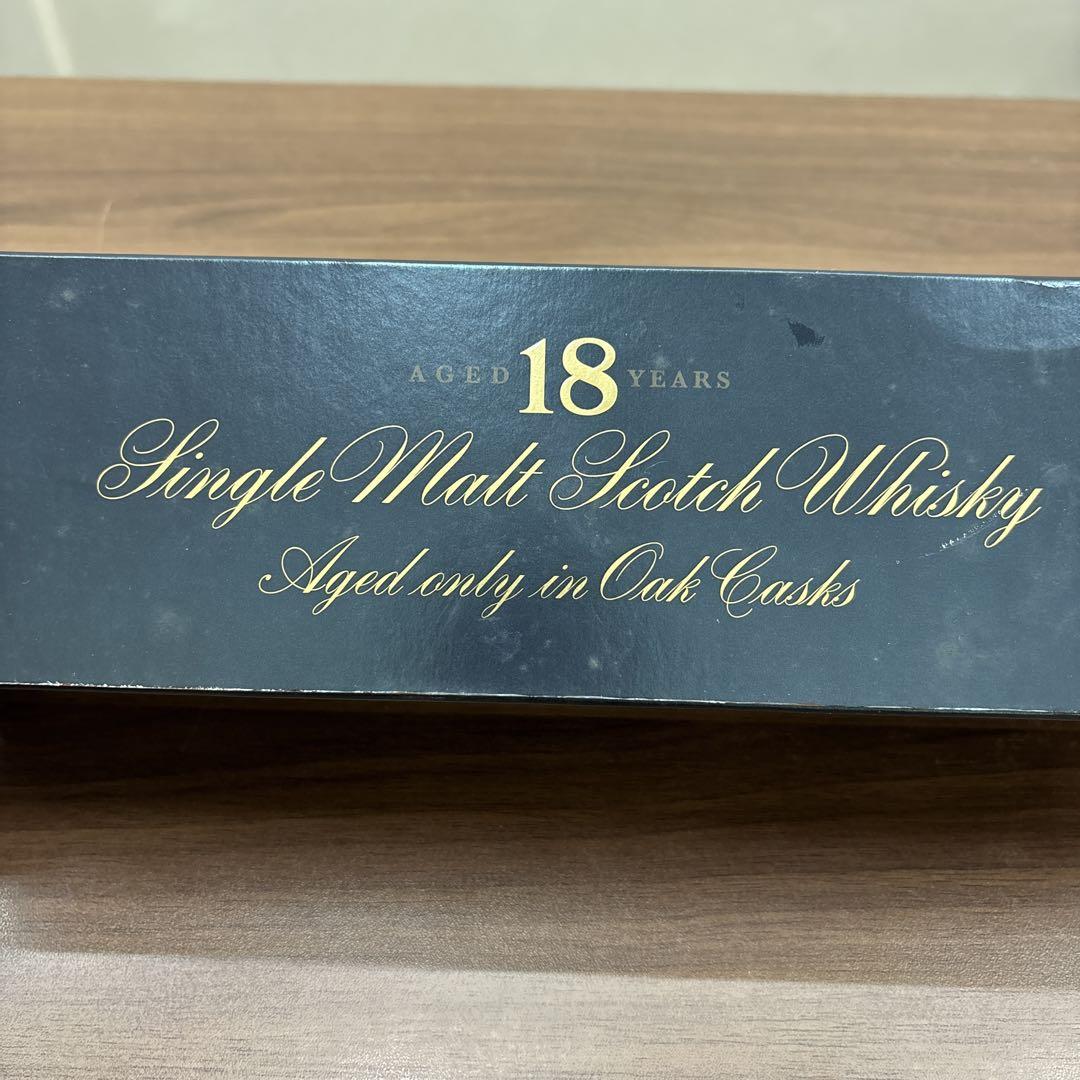 AGED 18 YEARS
Single Malt Scotch Whisky
Aged only in Oak Casks